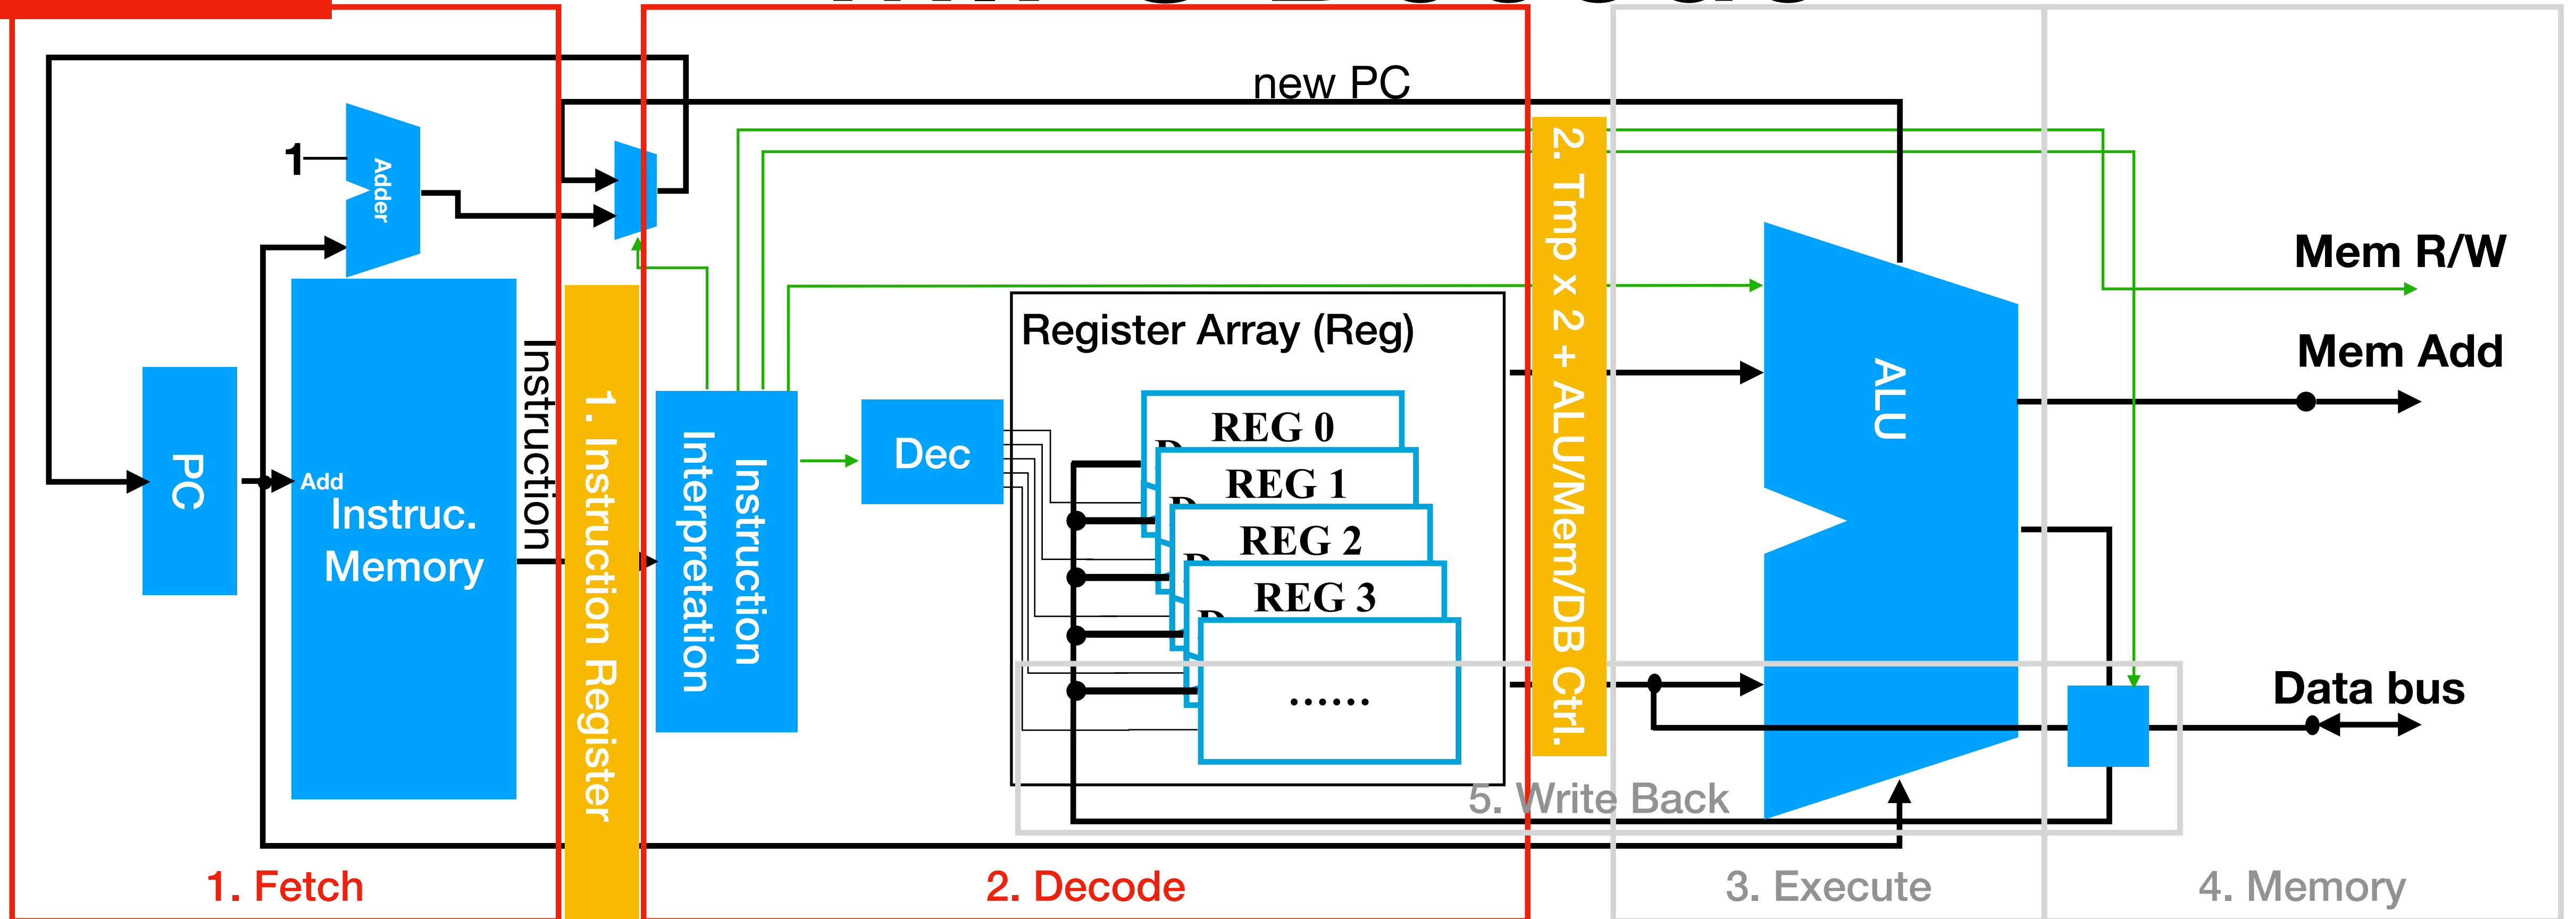 new PC
1
Adder
2. Tmp x 2 + ALU/Mem/DB Ctrl.
Mem R/W
Register Array (Reg)
Mem Add
Instruction
ALU
1. Instruction Register
REG 0
Instruction
Interpretation
Dec
PC
Add
Instruc.
Memory
REG 1
REG 2
REG 3
......
Data bus
5. Write Back
1. Fetch
2. Decode
3. Execute
4. Memory